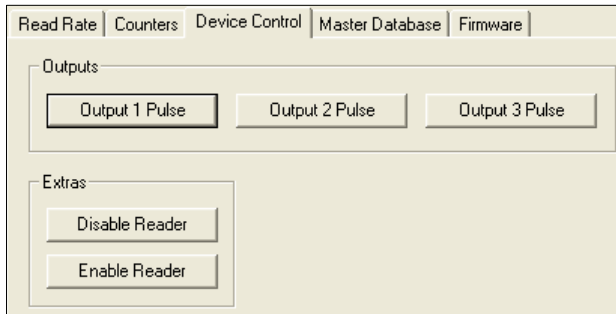 Read Rate Counters Device Control Master Database Firmware
Outputs
Output 1 Pulse Output 2 Pulse Output 3 Pulse
Extras
Disable Reader
Enable Reader